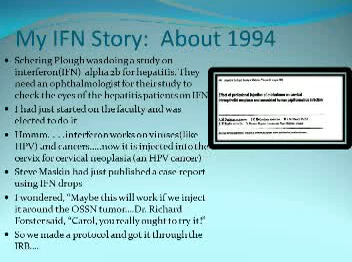 My IFN Story: About 1994
Schering Plough was doing a study on
interferon(IFN) alpha 2b for hepatitis. They
need an ophthalmologist for their study to
check the eyes of the hepatitis patients on IFN
I had just started on the faculty and was
elected to do it
Hmmm. . . .interferon works on viruses(like
HPV) and cancers.....now it is injected into the
cervix for cervical neoplasia (an HPV cancer)
Steve Maskin had just published a case report
using IFN drops
I wondered, "Maybe this will work if we inject
it around the OSSN tumor....Dr. Richard
Forster said, "Carol, you really ought to try it!"
So we made a protocol and got it through the
IRB....